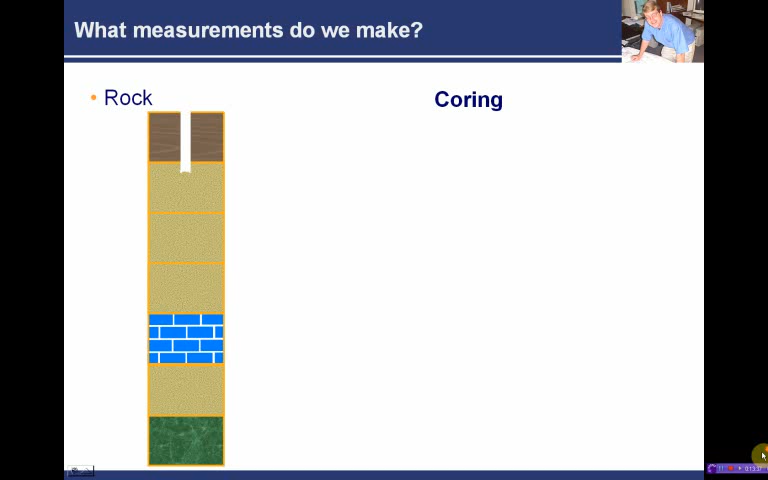 What measurements do we make?
• Rock
Coring